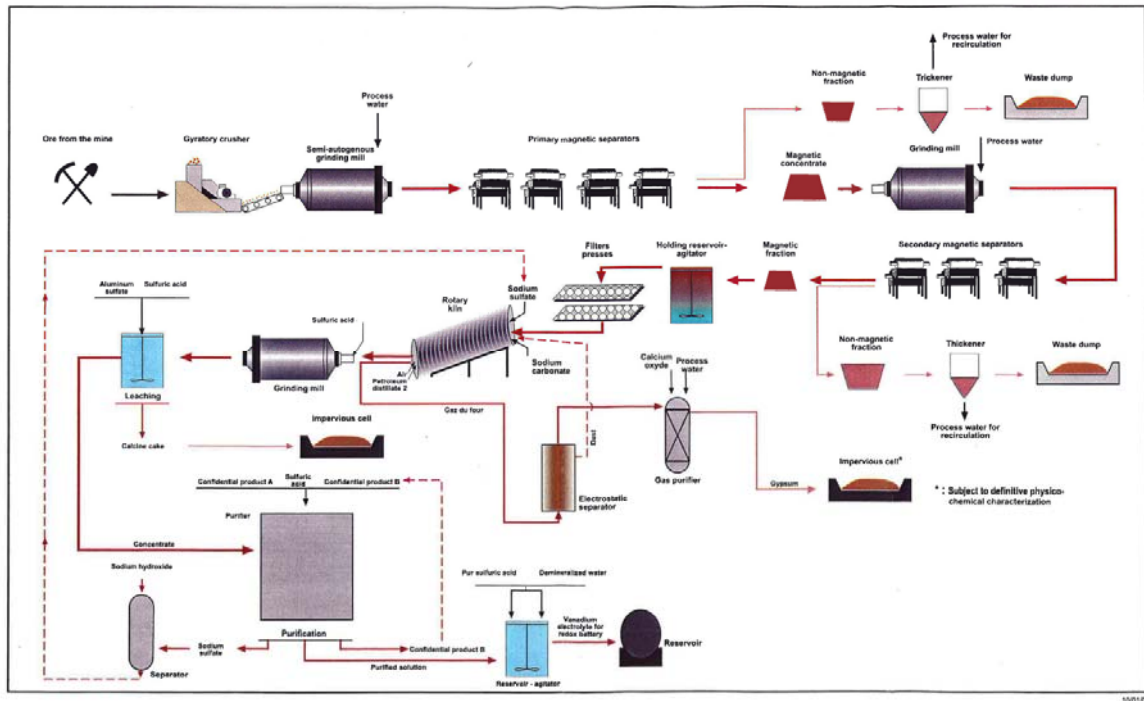 Process water for
recirculation
Non-magnetic
fraction
Trickener
Waste dump
Process
water
Ore from the mine
Gyratory crusher
Semi-autogenous
grinding mill
Primary magnetic separators
Magnetic
concentrate
Grinding mill
Process water
Secondary magnetic separators
Magnetic
fraction
Holding reservoir-
agitator
Filters
presses
Sodium
sulfate
Rotary
kiln
Sodium
carbonate
Air
Petroleum
distillate 2
Sulfuric acid
Grinding mill
Aluminum
sulfate
Sulfuric acid
Leaching
Calcine cake
Impervious cell
Gaz du four
Dust
Electrostatic
separator
Calcium
oxyde
Process
water
Gas purifier
Gypsum
Impervious cell*
* : Subject to definitive physico-
chemical characterization
Non-magnetic
fraction
Thickener
Waste dump
Process water for
recirculation
Confidential product A
Sulfuric
acid
Confidential product B
Purifier
Concentrate
Sodium hydroxide
Purification
Sodium
sulfate
Separator
Confidential product B
Purified solution
Pur sulfuric acid
Demineralized water
Reservoir - agitator
Vanadium
electrolyte for
redox battery
Reservoir